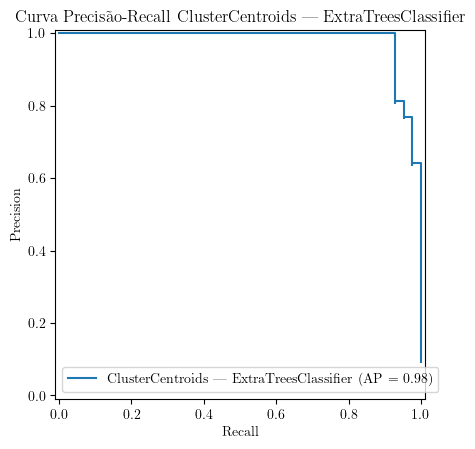 Curva Precisão-Recall ClusterCentroids — ExtraTreesClassifier
1.0
0.8
0.6
0.4
0.2
0.0
Precision
ClusterCentroids — ExtraTreesClassifier (AP = 0.98)
0.0 0.2 0.4 0.6 0.8 1.0
Recall